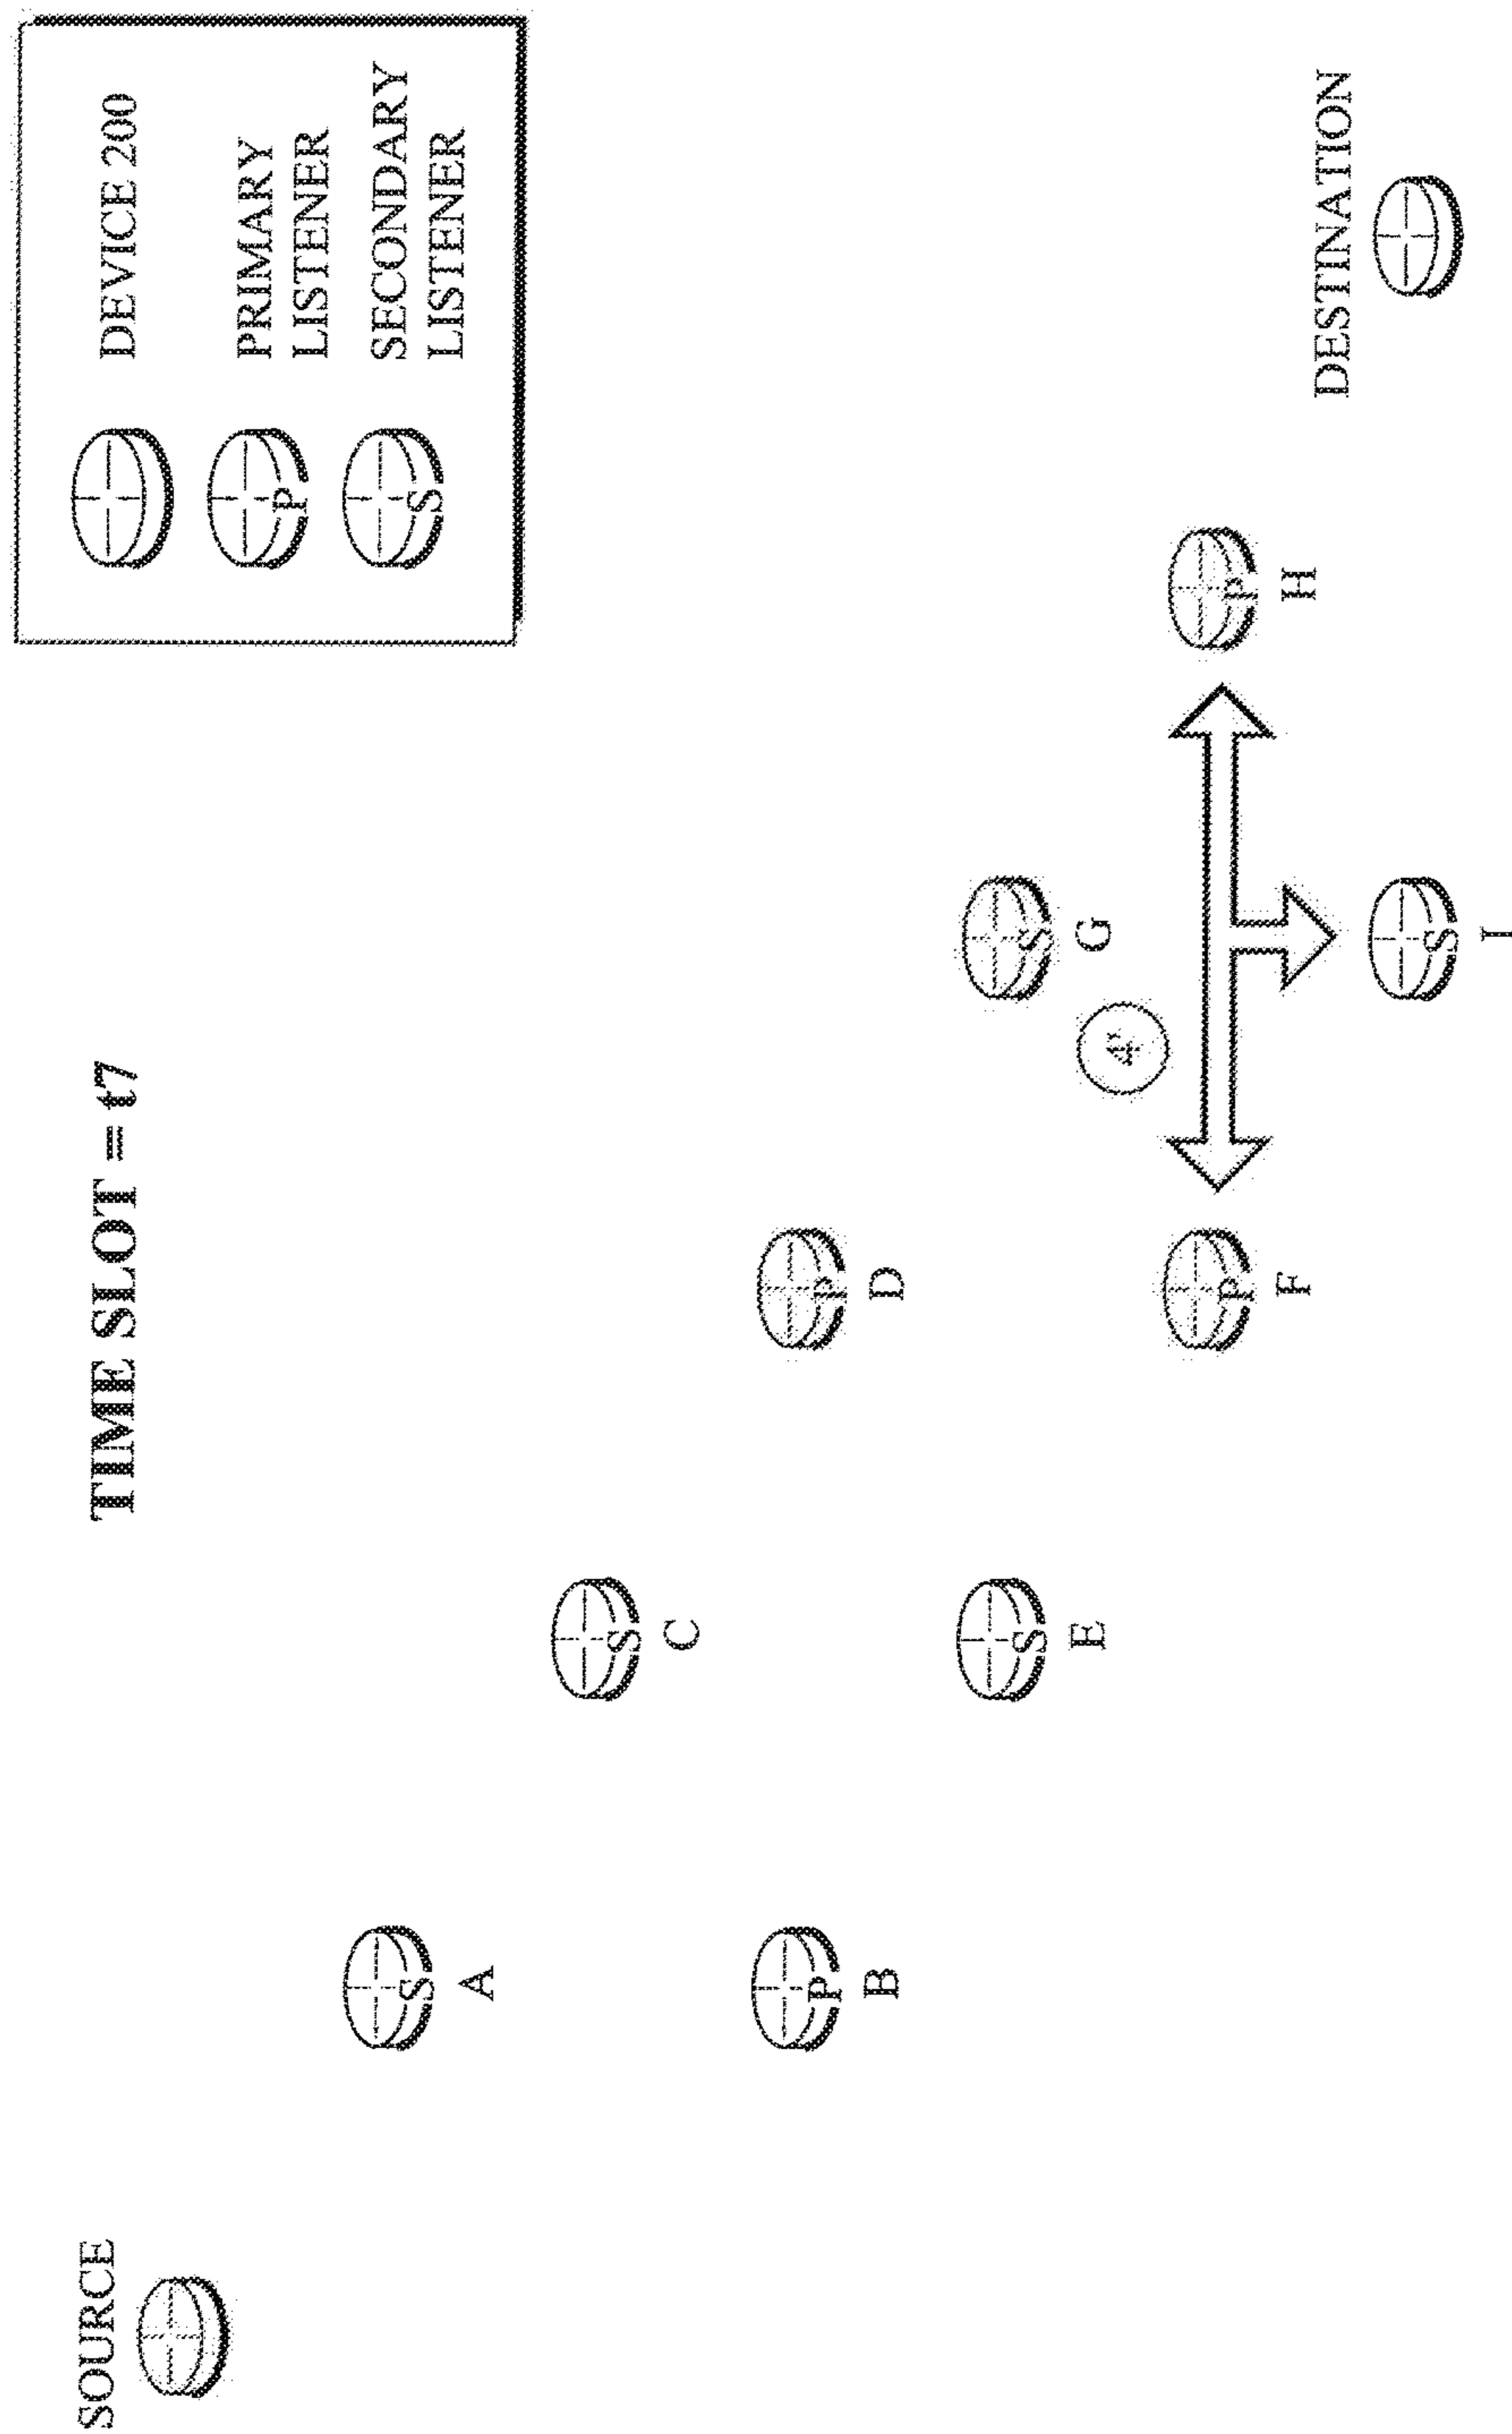 TIME SLOT = t7
SOURCE
DEVICE 200
P
PRIMARY
LISTENER
S
SECONDARY
LISTENER
S
A
S
C
P
B
P
D
S
E
S
G
4"
P
F
P
H
S
I
DESTINATION